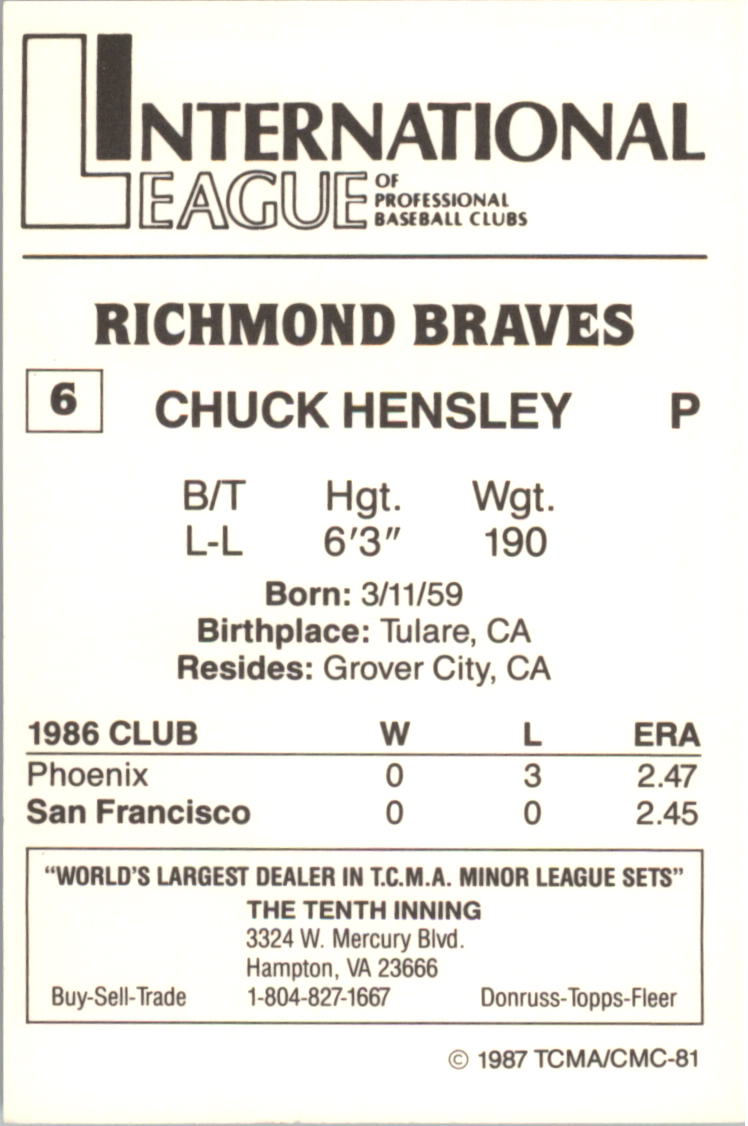 INTERNATIONAL
LEAGUE OF
PROFESSIONAL
BASEBALL CLUBS
RICHMOND BRAVES
6 CHUCK HENSLEY P
B/T Hgt. Wgt.
L-L 6'3" 190
Born: 3/11/59
Birthplace: Tulare, CA
Resides: Grover City, CA
1986 CLUB W L ERA
Phoenix 0 3 2.47
San Francisco 0 0 2.45
"WORLD'S LARGEST DEALER IN T.C.M.A. MINOR LEAGUE SETS"
THE TENTH INNING
3324 W. Mercury Blvd.
Hampton, VA 23666
Buy-Sell-Trade 1-804-827-1667 Donruss-Topps-Fleer
© 1987 TCMA/CMC-81